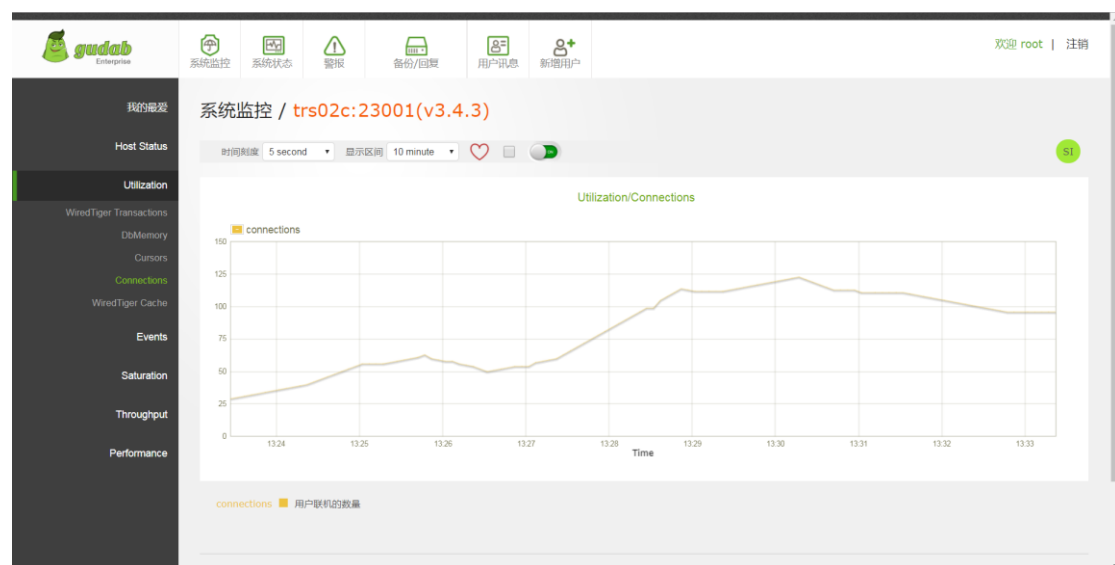 gudab
Enterprise
系统监控
系统状态
警报
备份/回复
用户讯息
新增用户
欢迎 root | 注销
我的最爱
Host Status
Utilization
WiredTiger Transactions
DbMemory
Cursors
Connections
WiredTiger Cache
Events
Saturation
Throughput
Performance
系统监控 / trs02c:23001(v3.4.3)
时间刻度 5 second 显示区间 10 minute ON
SI
Utilization/Connections
connections
150
125
100
75
50
25
0
13:24 13:25 13:26 13:27 13:28 13:29 13:30 13:31 13:32 13:33
Time
connections 用户联机的数量